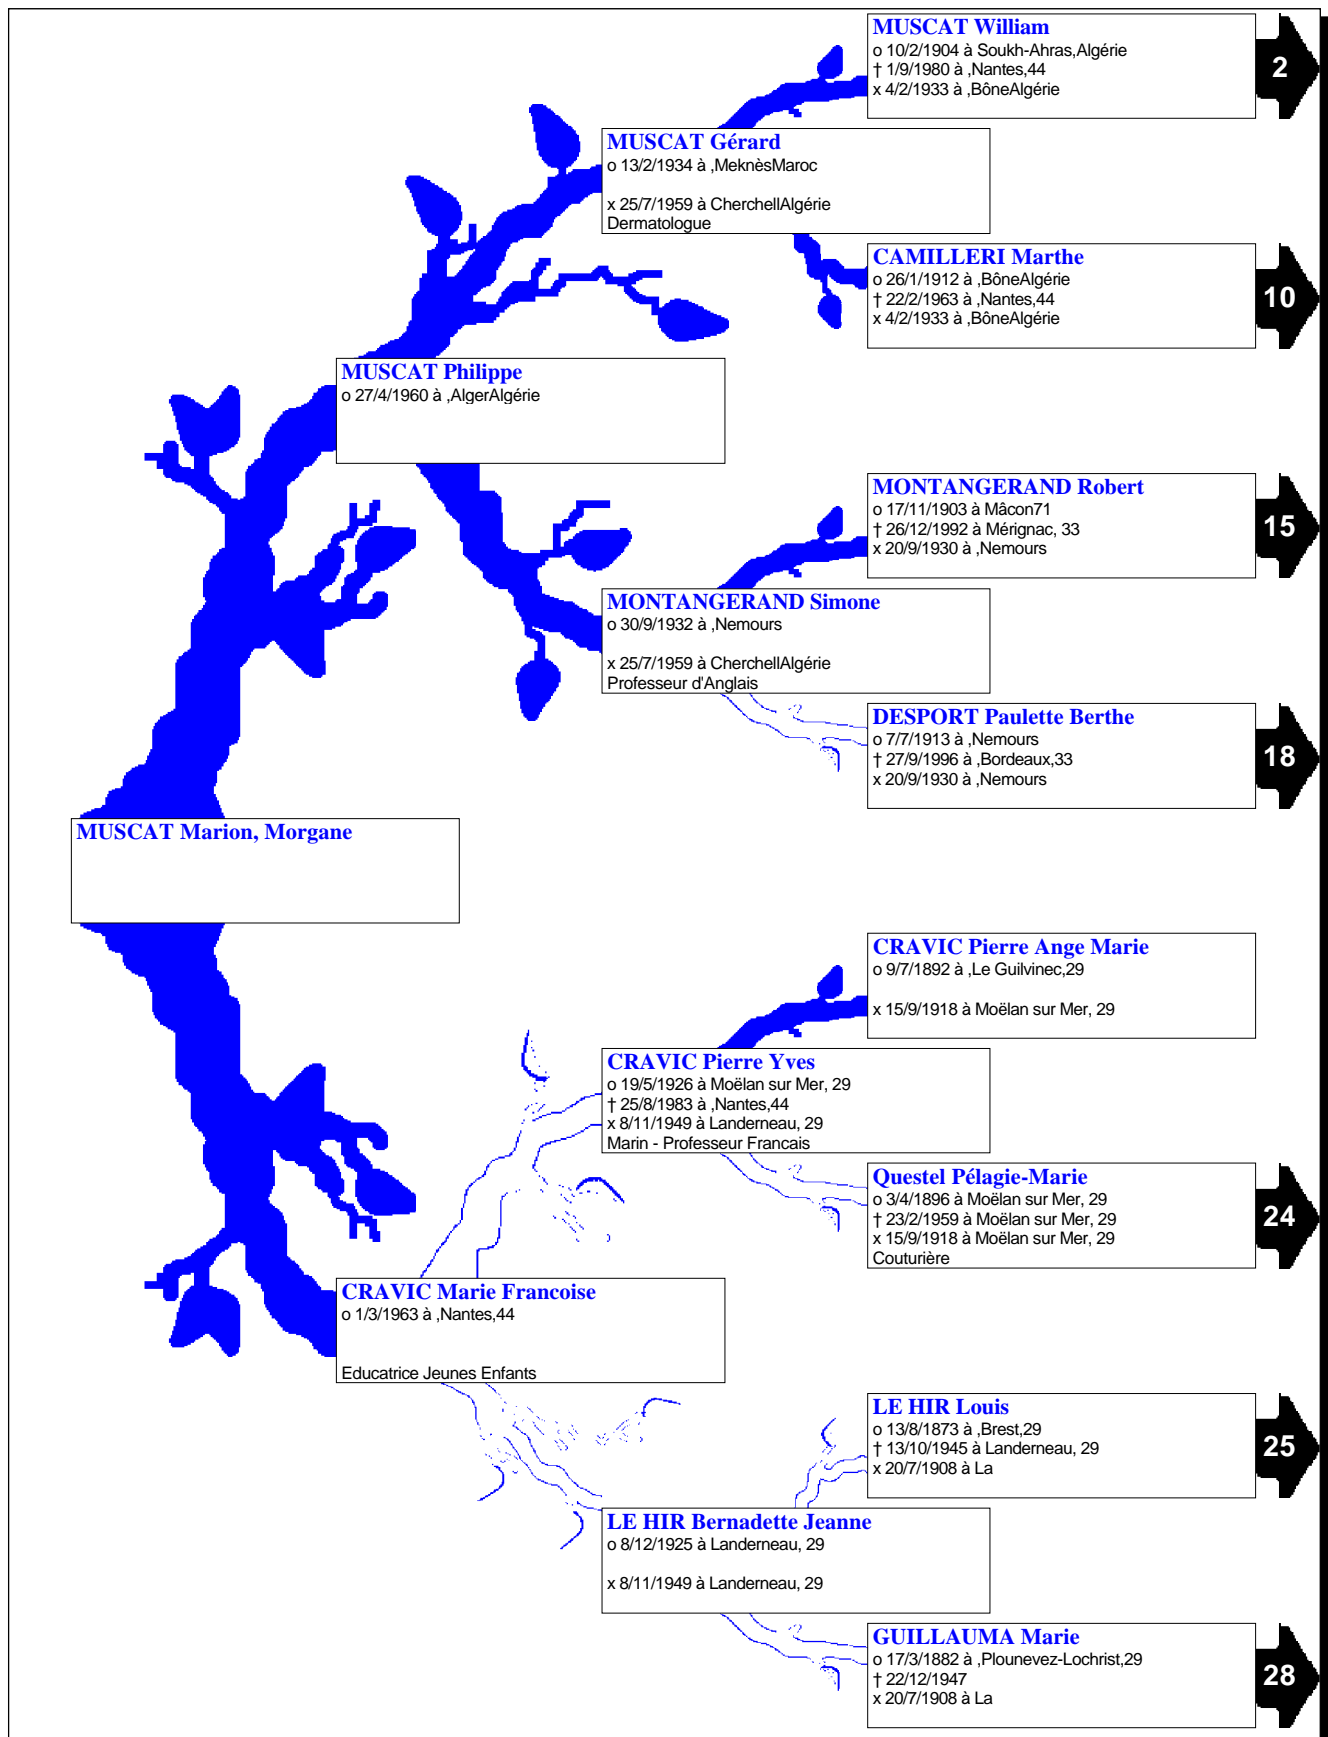 MUSCAT William
o 10/2/1904 à Soukh-Ahras,Algérie
† 1/9/1980 à ,Nantes,44
x 4/2/1933 à ,BôneAlgérie
2
MUSCAT Gérard
o 13/2/1934 à ,MeknèsMaroc
x 25/7/1959 à CherchellAlgérie
Dermatologue
CAMILLERI Marthe
o 26/1/1912 à ,BôneAlgérie
† 22/2/1963 à ,Nantes,44
x 4/2/1933 à ,BôneAlgérie
10
MUSCAT Philippe
o 27/4/1960 à ,AlgerAlgérie
MONTANGERAND Robert
o 17/11/1903 à Mâcon71
† 26/12/1992 à Mérignac, 33
x 20/9/1930 à ,Nemours
15
MONTANGERAND Simone
o 30/9/1932 à ,Nemours
x 25/7/1959 à CherchellAlgérie
Professeur d'Anglais
DESPORT Paulette Berthe
o 7/7/1913 à ,Nemours
† 27/9/1996 à ,Bordeaux,33
x 20/9/1930 à ,Nemours
18
MUSCAT Marion, Morgane
CRAVIC Pierre Ange Marie
o 9/7/1892 à ,Le Guilvinec,29
x 15/9/1918 à Moëlan sur Mer, 29
CRAVIC Pierre Yves
o 19/5/1926 à Moëlan sur Mer, 29
† 25/8/1983 à ,Nantes,44
x 8/11/1949 à Landerneau, 29
Marin - Professeur Francais
Questel Pélagie-Marie
o 3/4/1896 à Moëlan sur Mer, 29
† 23/2/1959 à Moëlan sur Mer, 29
x 15/9/1918 à Moëlan sur Mer, 29
Couturière
24
CRAVIC Marie Francoise
o 1/3/1963 à ,Nantes,44
Educatrice Jeunes Enfants
LE HIR Louis
o 13/8/1873 à ,Brest,29
† 13/10/1945 à Landerneau, 29
x 20/7/1908 à La
25
LE HIR Bernadette Jeanne
o 8/12/1925 à Landerneau, 29
x 8/11/1949 à Landerneau, 29
GUILLAUMA Marie
o 17/3/1882 à ,Plounevez-Lochrist,29
† 22/12/1947
x 20/7/1908 à La
28